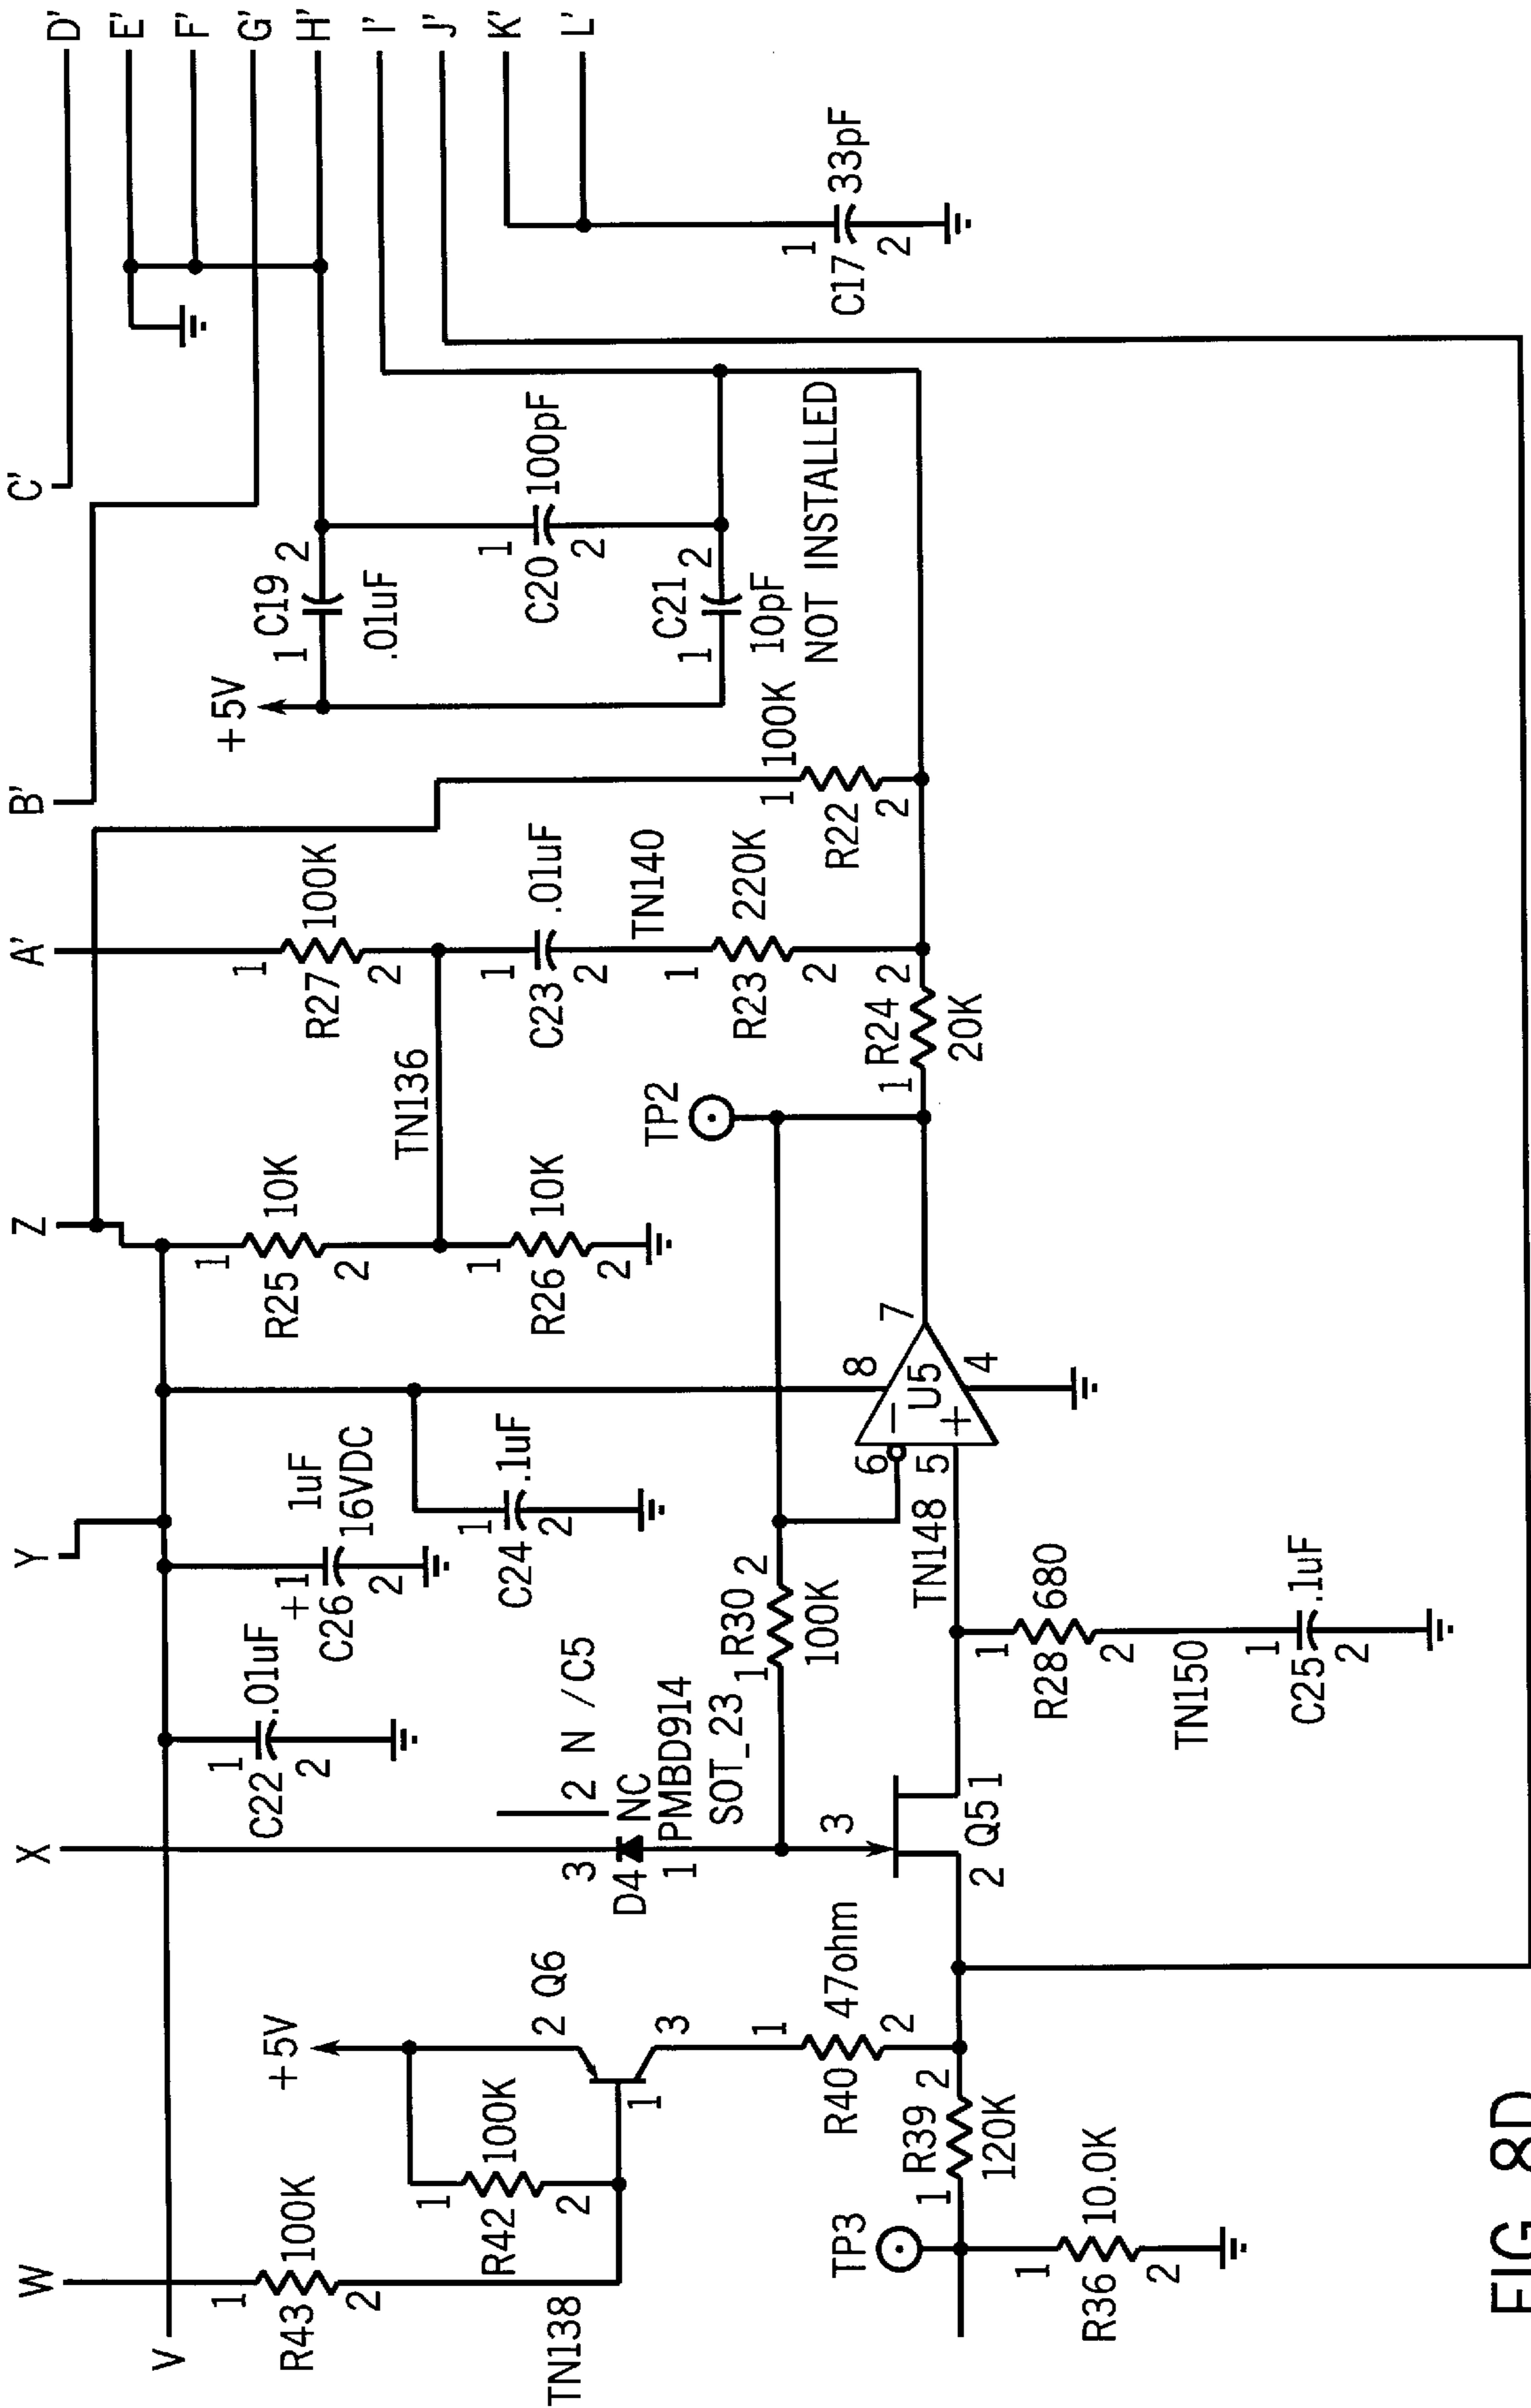 V
W
X
Y
Z
A'
B'
C'
D'
E'
F'
G'
H'
I'
J'
K'
L'
1
R43 100K
2
TN138
+5V
1
R42 100K
2
2 Q6
1
3
1
R40 47ohm
2
TP3
1 R39 2
120K
1
R36 10.0K
2
1
C22 .01uF
2
+1 1uF
C26 16VDC
2
1
C24 .1uF
2
3 2 N/C5
D4 NC
1 PMBD914
SOT_23
1 R30 2
100K
3
2 Q5 1
TN148
1
R28 680
2
TN150
1
C25 .1uF
2
6
5
−
+
U5
8
7
4
1
R25 10K
2
1
R26 10K
2
TN136
1
R27 100K
2
1
C23 .01uF
2
TN140
1
R23 220K
2
TP2
1 R24 2
20K
1 100K
R22
2
+5V
1 C19 2
.01uF
1
C20 100pF
2
1 C21 2
10pF
NOT INSTALLED
1
C17 33pF
2
FIG. 8D